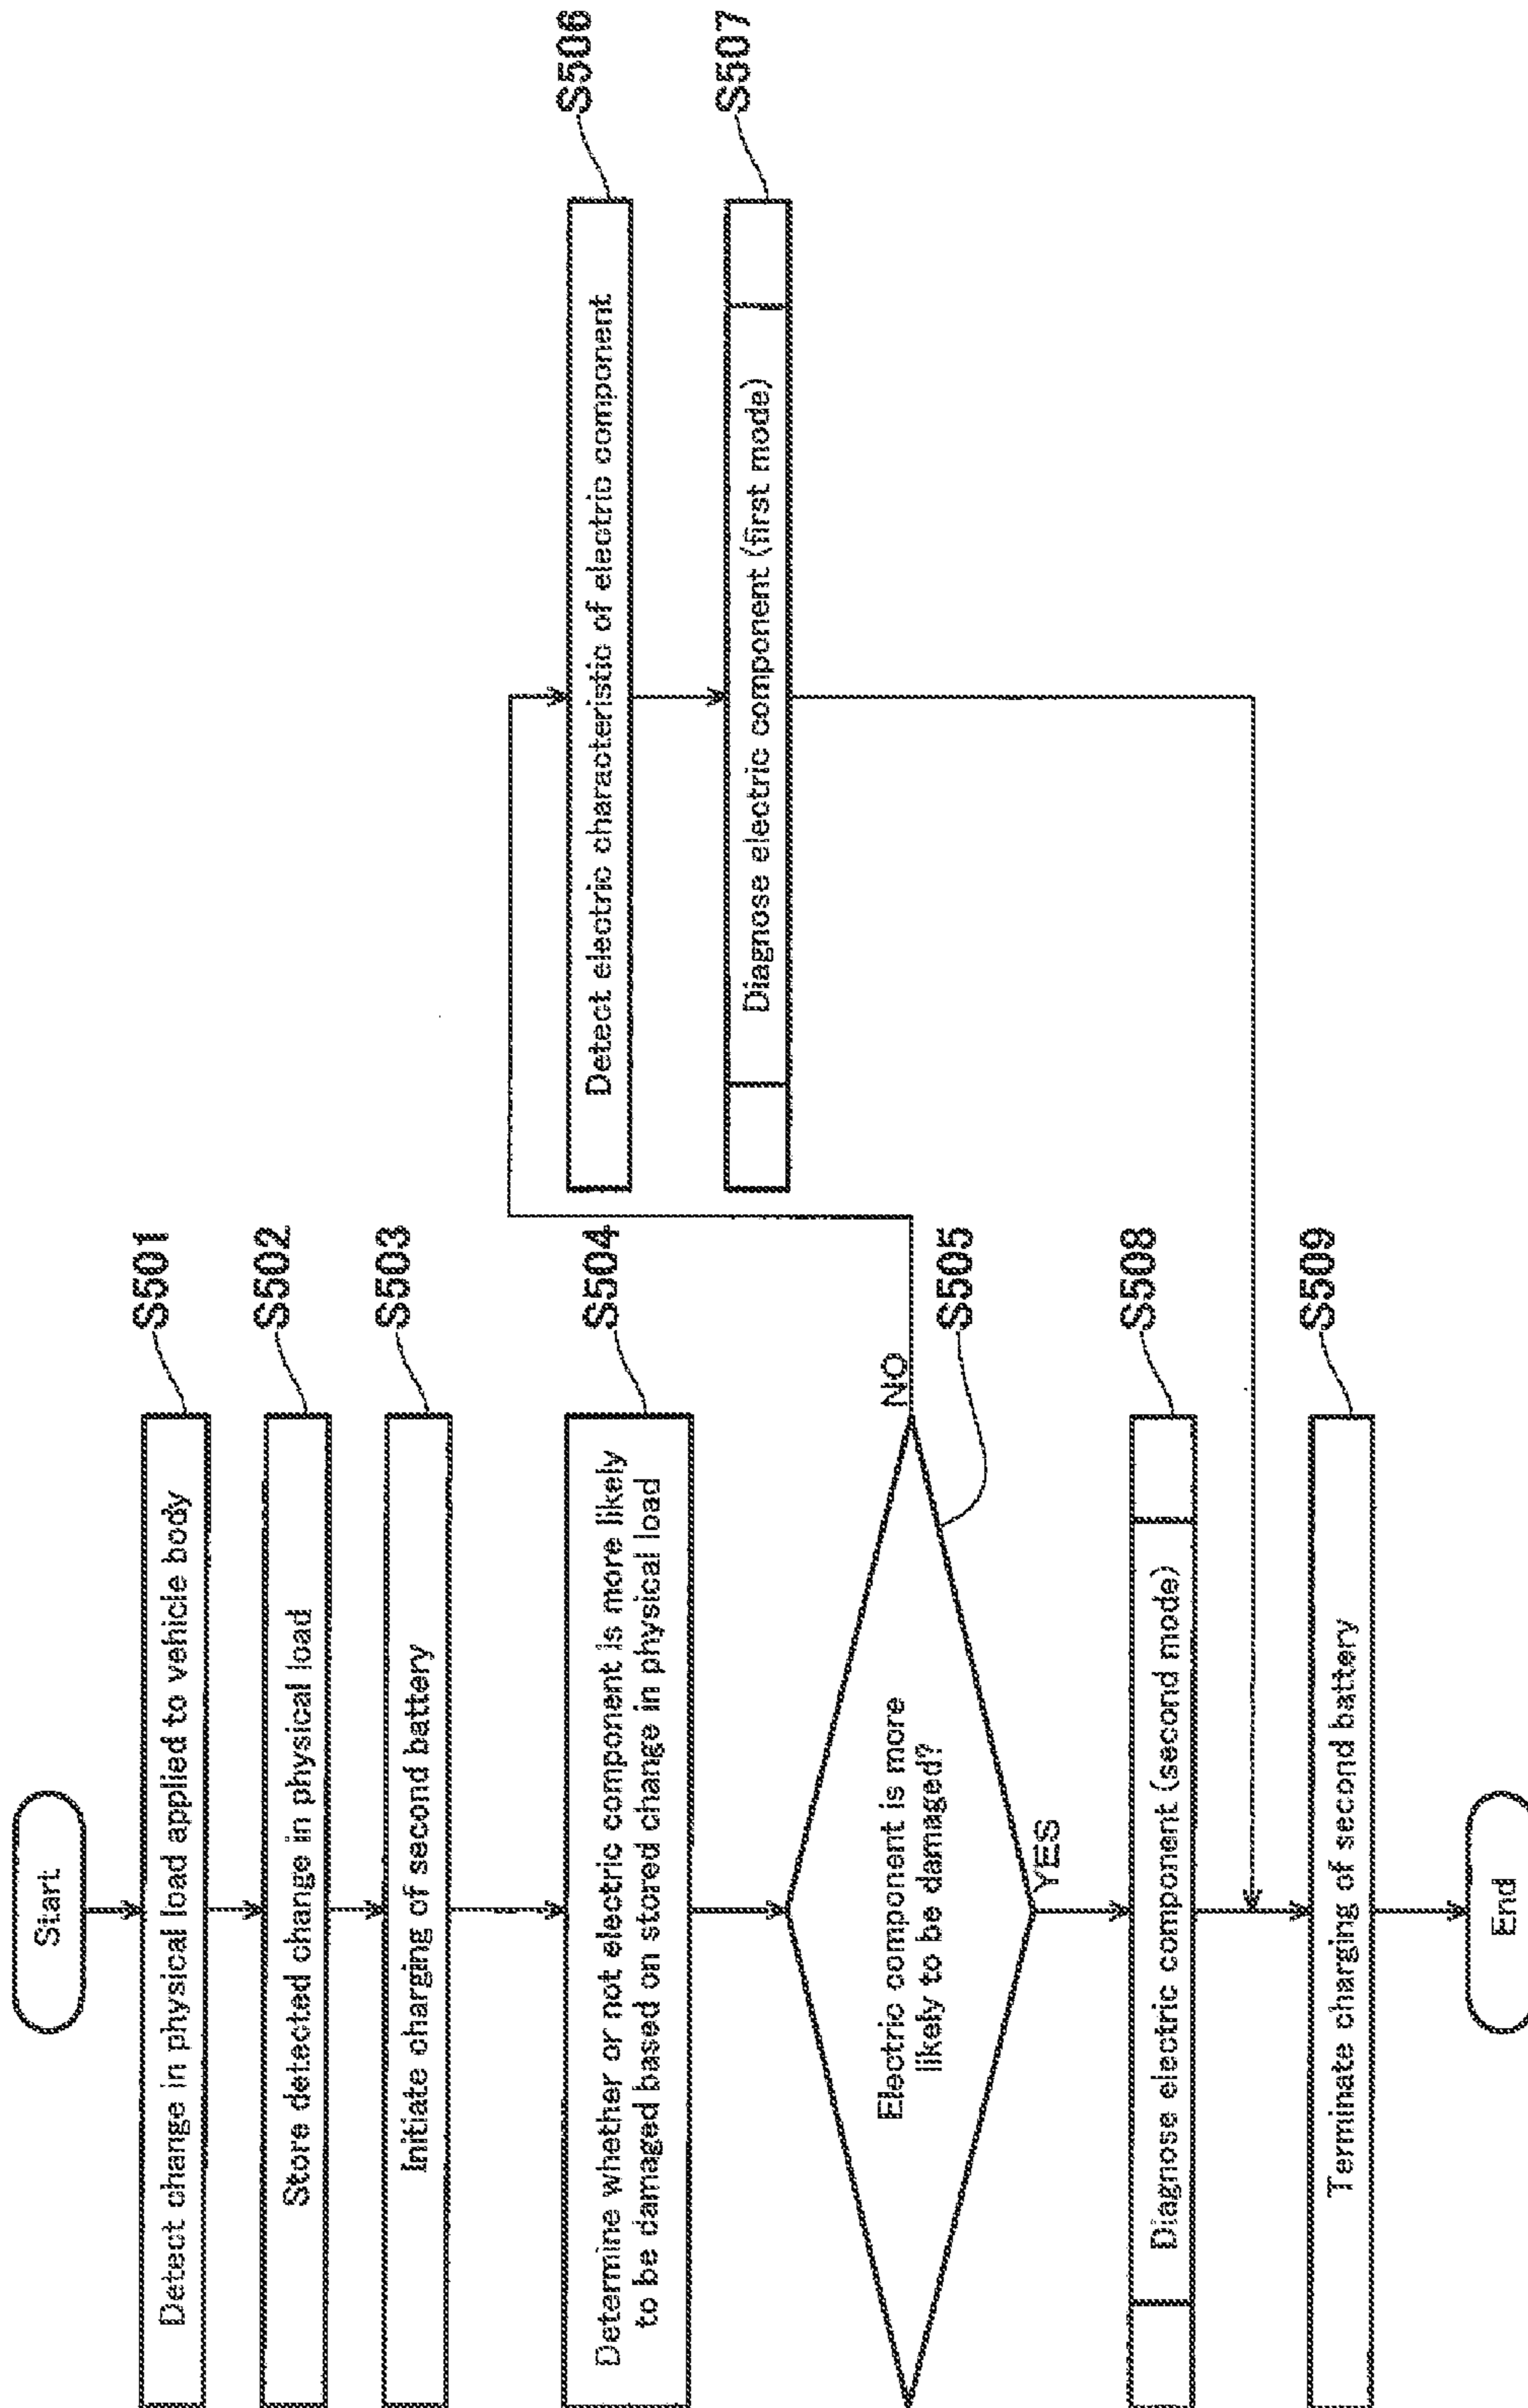 Start
Detect change in physical load applied to vehicle body
S501
Store detected change in physical load
S502
Initiate charging of second battery
S503
Determine whether or not electric component is more likely
to be damaged based on stored change in physical load
S504
Electric component is more
likely to be damaged?
NO
S505
YES
Detect electric characteristic of electric component
S506
Diagnose electric component (first mode)
S507
Diagnose electric component (second mode)
S508
Terminate charging of second battery
S509
End